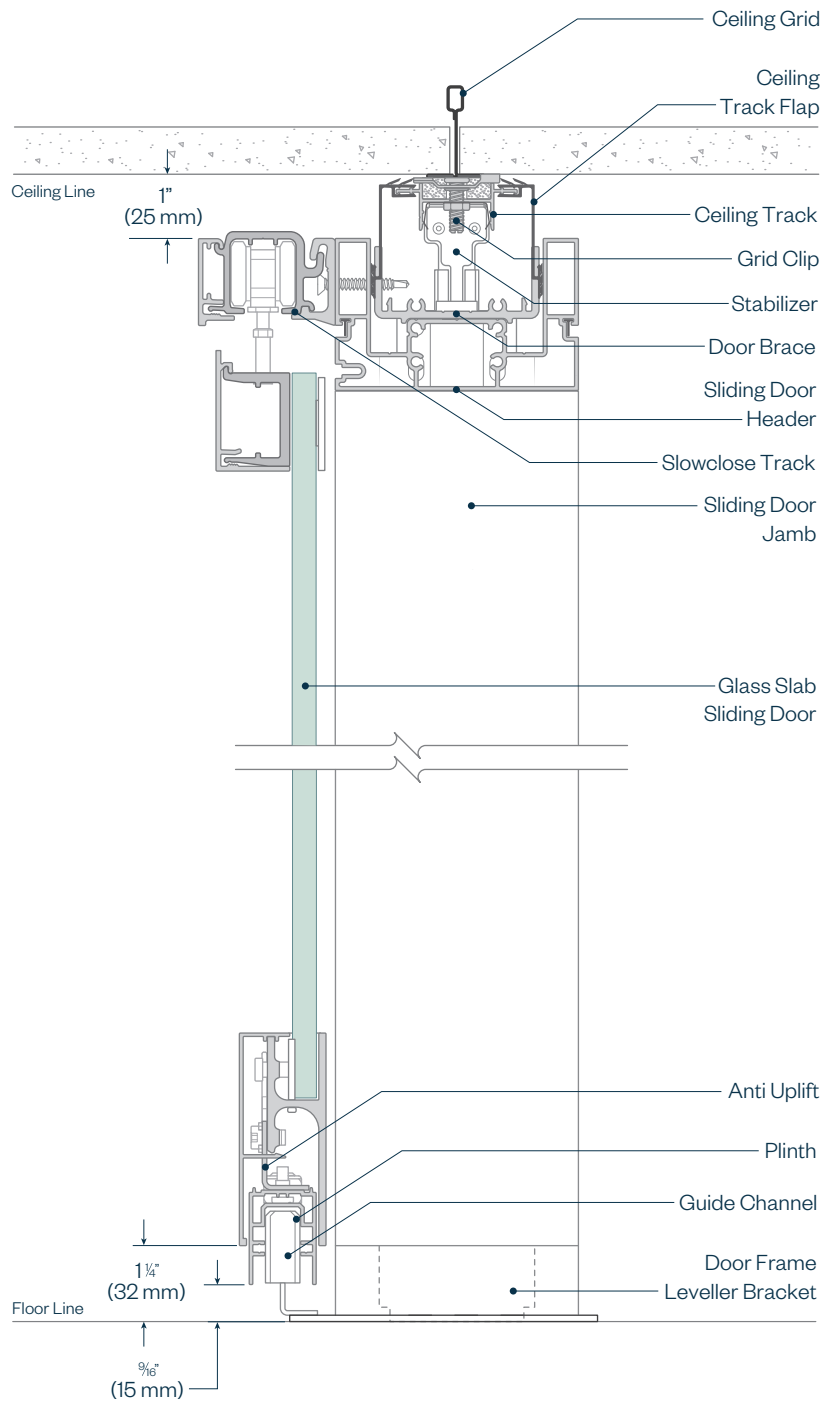 Ceiling Grid
Ceiling
Track Flap
Ceiling Line
1”
(25 mm)
Ceiling Track
Grid Clip
Stabilizer
Door Brace
Sliding Door
Header
Slowclose Track
Sliding Door
Jamb
Glass Slab
Sliding Door
Anti Uplift
Plinth
Guide Channel
1 ¼”
(32 mm)
Door Frame
Leveller Bracket
Floor Line
9⁄16”
(15 mm)